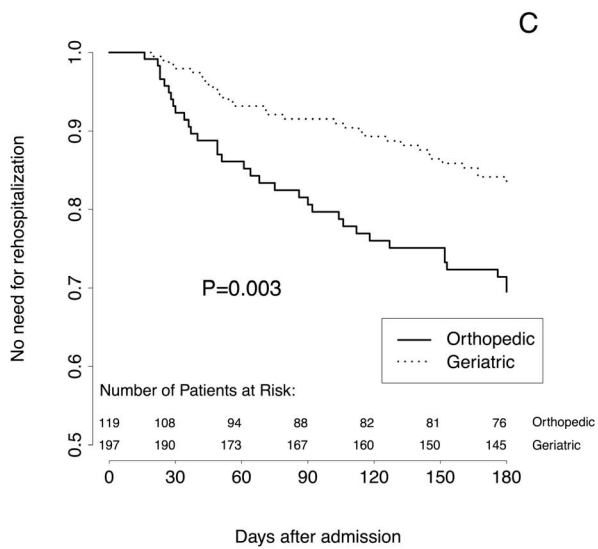 C
1.0
0.9
0.8
0.7
0.6
0.5
No need for rehospitalization
P=0.003
Orthopedic
Geriatric
Number of Patients at Risk:
119 108 94 88 82 81 76 Orthopedic
197 190 173 167 160 150 145 Geriatric
0 30 60 90 120 150 180
Days after admission